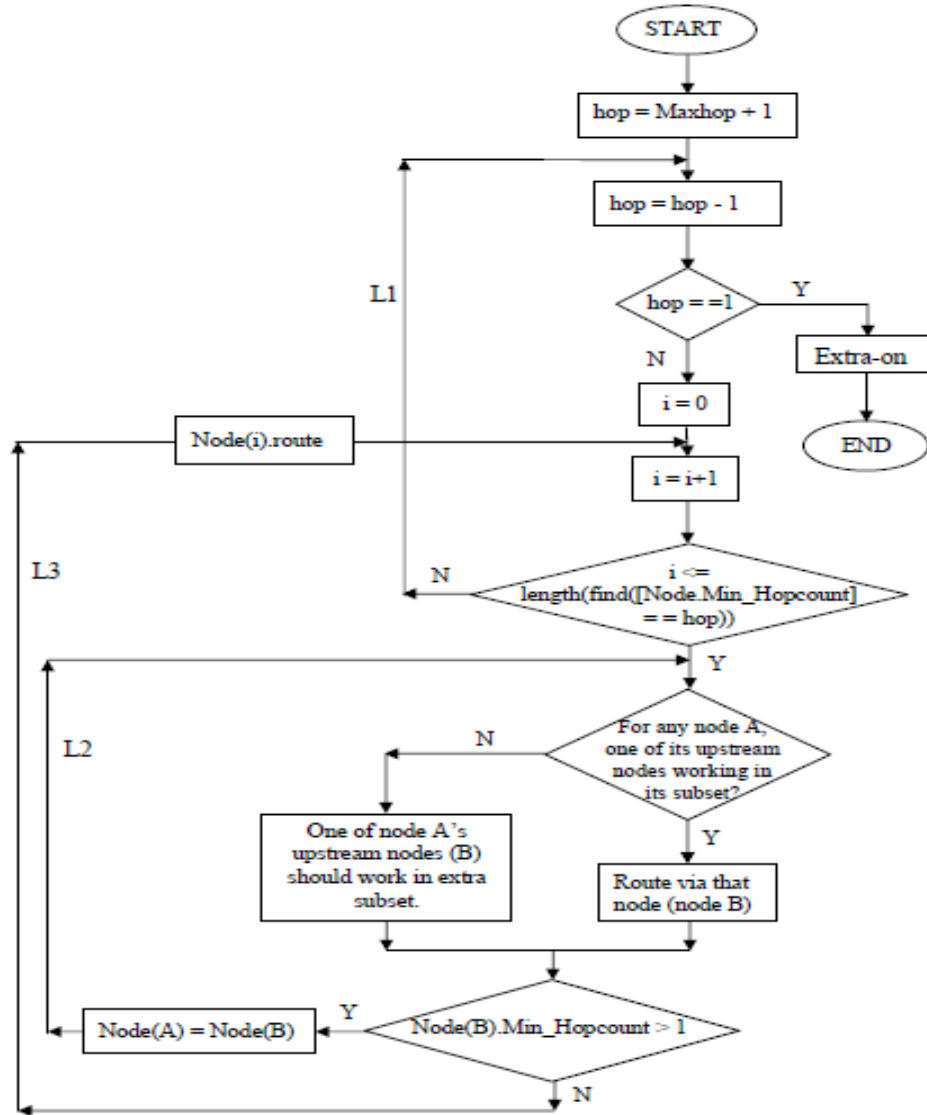 START
hop = Maxhop + 1
hop = hop - 1
L1
hop = =1
Y
N
Extra-on
i = 0
Node(i).route
END
i = i+1
L3
N
i <=
length(find([Node.Min_Hopcount]
= = hop))
Y
L2
N
For any node A,
one of its upstream
nodes working in
its subset?
Y
One of node A’s
upstream nodes (B)
should work in extra
subset.
Route via that
node (node B)
Node(A) = Node(B)
Y
Node(B).Min_Hopcount > 1
N